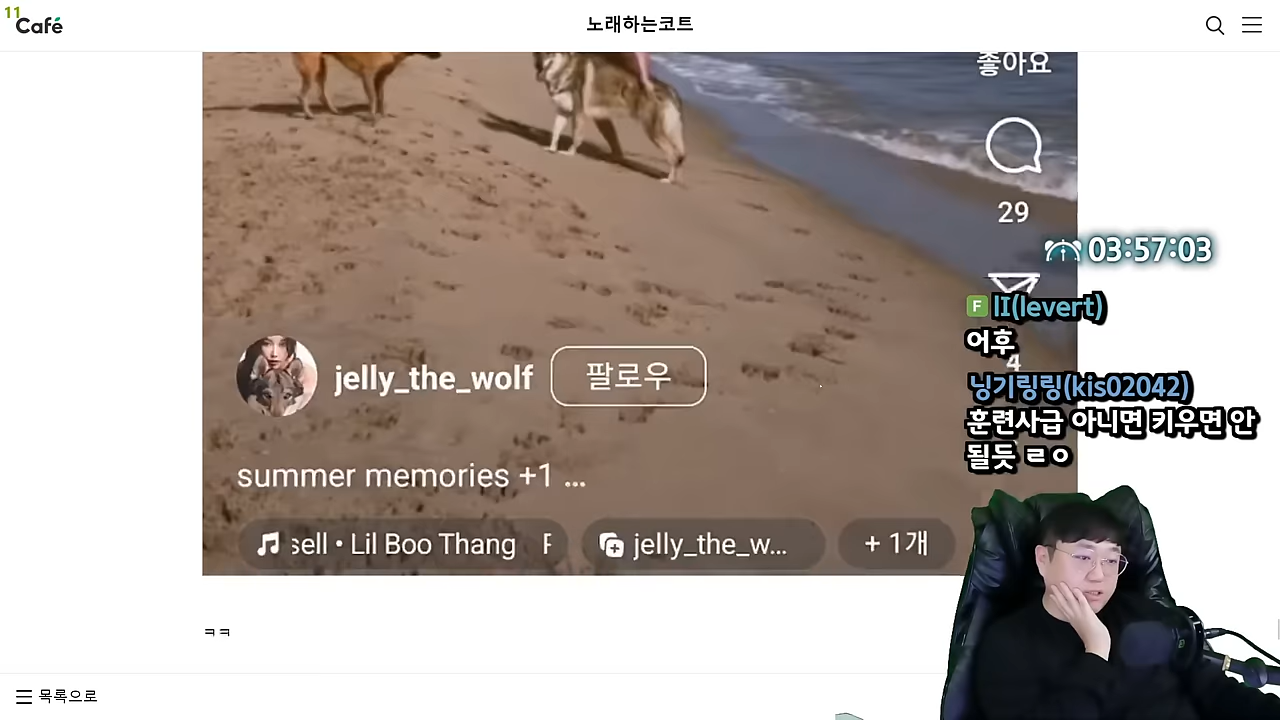 11
Café
노래하는코트
좋아요
29
03:57:03
F lI(levert)
어후
4
닝기링링(kis02042)
훈련사급 아니면 키우면 안
될듯 ㄹㅇ
jelly_the_wolf
팔로우
summer memories +1 ...
sell • Lil Boo Thang
jelly_the_w...
+ 1개
ㅋㅋ
목록으로